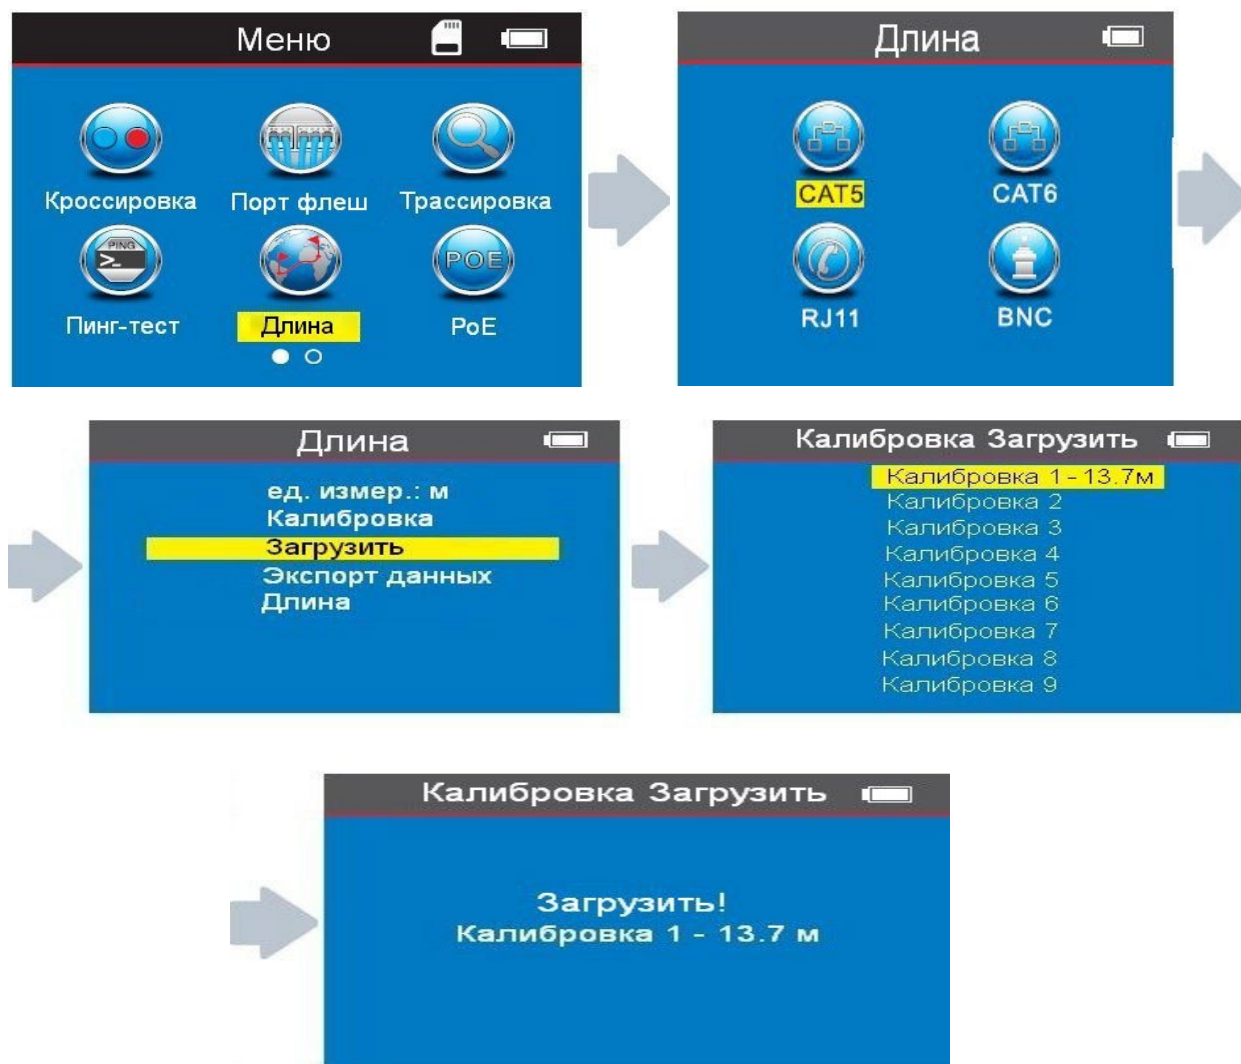 Меню
Кроссировка Порт флеш Трассировка
PING
>_
POE
Пинг-тест Длина PoE
Длина
CAT5 CAT6
RJ11 BNC
Длина
ед. измер.: м
Калибровка
Загрузить
Экспорт данных
Длина
Калибровка Загрузить
Калибровка 1 - 13.7м
Калибровка 2
Калибровка 3
Калибровка 4
Калибровка 5
Калибровка 6
Калибровка 7
Калибровка 8
Калибровка 9
Калибровка Загрузить
Загрузить!
Калибровка 1 - 13.7 м